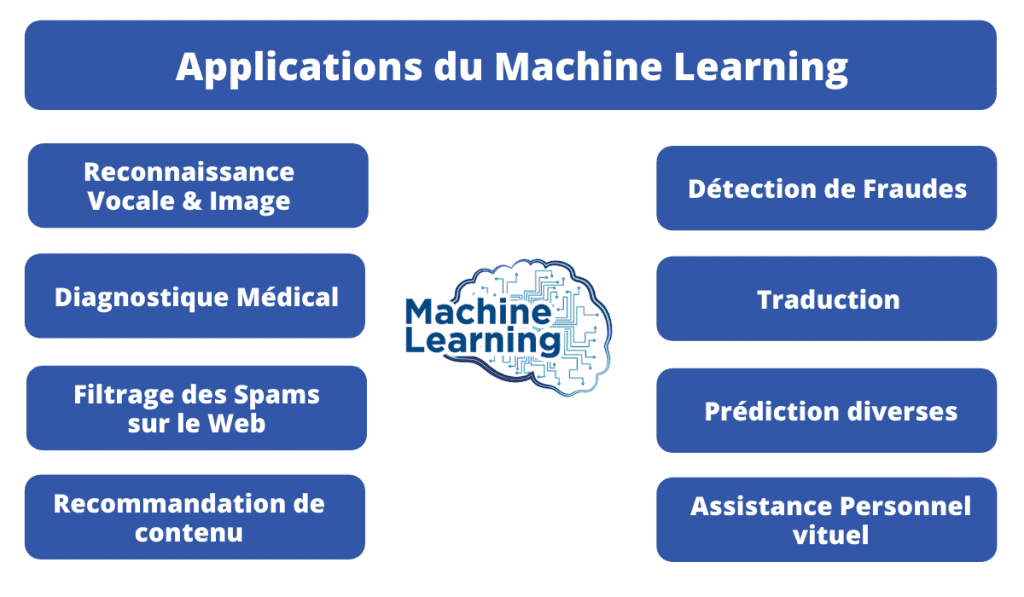 Applications du Machine Learning
Reconnaissance
Vocale & Image
Diagnostique Médical
Filtrage des Spams
sur le Web
Recommandation de
contenu
Machine
Learning
Détection de Fraudes
Traduction
Prédiction diverses
Assistance Personnel
vituel